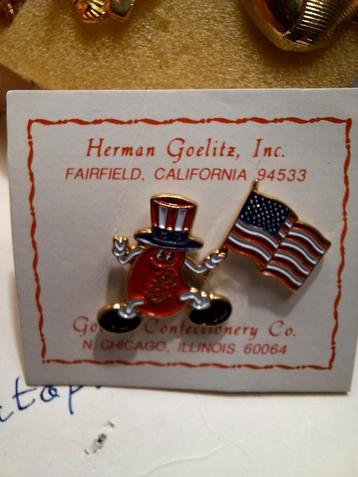 Herman Goelitz, Inc.
FAIRFIELD, CALIFORNIA 94533
Confectionery Co.
N. CHICAGO, ILLINOIS 60064